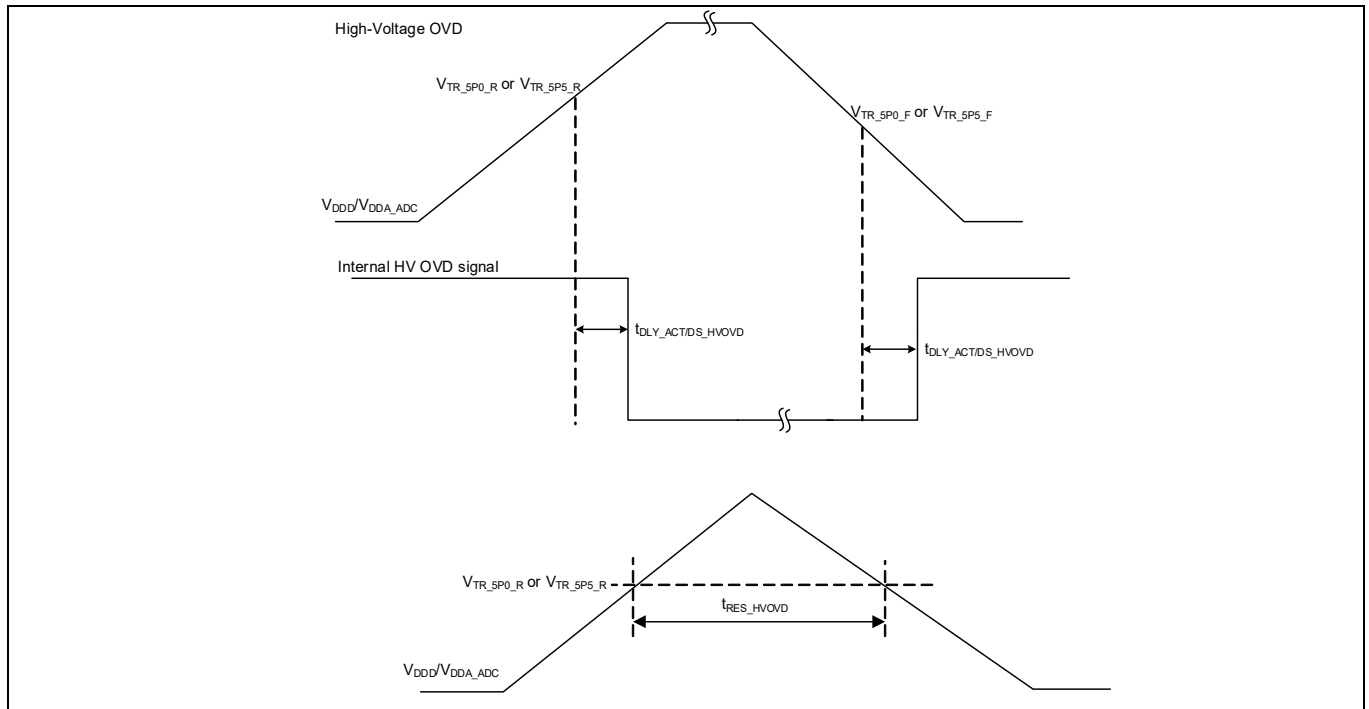 High-Voltage OVD
VTR_5P0_R or VTR_5P5_R
VTR_5P0_F or VTR_5P5_F
VDDD/VDDA_ADC
Internal HV OVD signal
tDLY_ACT/DS_HVOVD
tDLY_ACT/DS_HVOVD
VTR_5P0_R or VTR_5P5_R
tRES_HVOVD
VDDD/VDDA_ADC